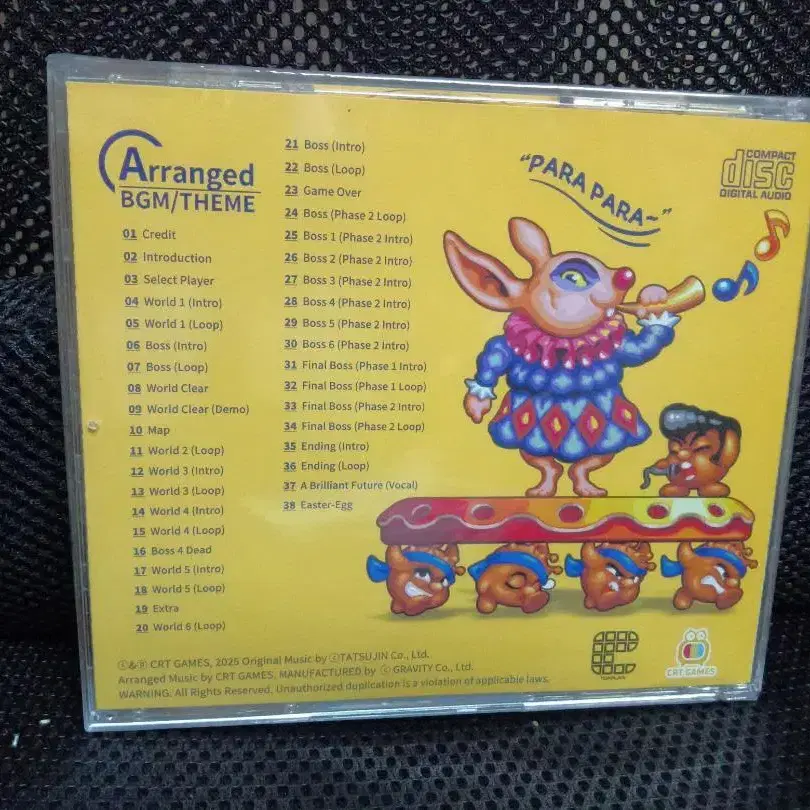 Arranged
BGM/THEME
01 Credit
02 Introduction
03 Select Player
04 World 1 (Intro)
05 World 1 (Loop)
06 Boss (Intro)
07 Boss (Loop)
08 World Clear
09 World Clear (Demo)
10 Map
11 World 2 (Loop)
12 World 3 (Intro)
13 World 3 (Loop)
14 World 4 (Intro)
15 World 4 (Loop)
16 Boss 4 Dead
17 World 5 (Intro)
18 World 5 (Loop)
19 Extra
20 World 6 (Loop)
21 Boss (Intro)
22 Boss (Loop)
23 Game Over
24 Boss (Phase 2 Loop)
25 Boss 1 (Phase 2 Intro)
26 Boss 2 (Phase 2 Intro)
27 Boss 3 (Phase 2 Intro)
28 Boss 4 (Phase 2 Intro)
29 Boss 5 (Phase 2 Intro)
30 Boss 6 (Phase 2 Intro)
31 Final Boss (Phase 1 Intro)
32 Final Boss (Phase 1 Loop)
33 Final Boss (Phase 2 Intro)
34 Final Boss (Phase 2 Loop)
35 Ending (Intro)
36 Ending (Loop)
37 A Brilliant Future (Vocal)
38 Easter-Egg
"PARA PARA~"
COMPACT
disc
DIGITAL AUDIO
ⓒ&ⓟ CRT GAMES, 2025 Original Music by ⓒTATSUJIN Co., Ltd.
Arranged Music by CRT GAMES. MANUFACTURED by ⓒ GRAVITY Co., Ltd.
WARNING. All Rights Reserved. Unauthorized duplication is a violation of applicable laws.
CRT GAMES